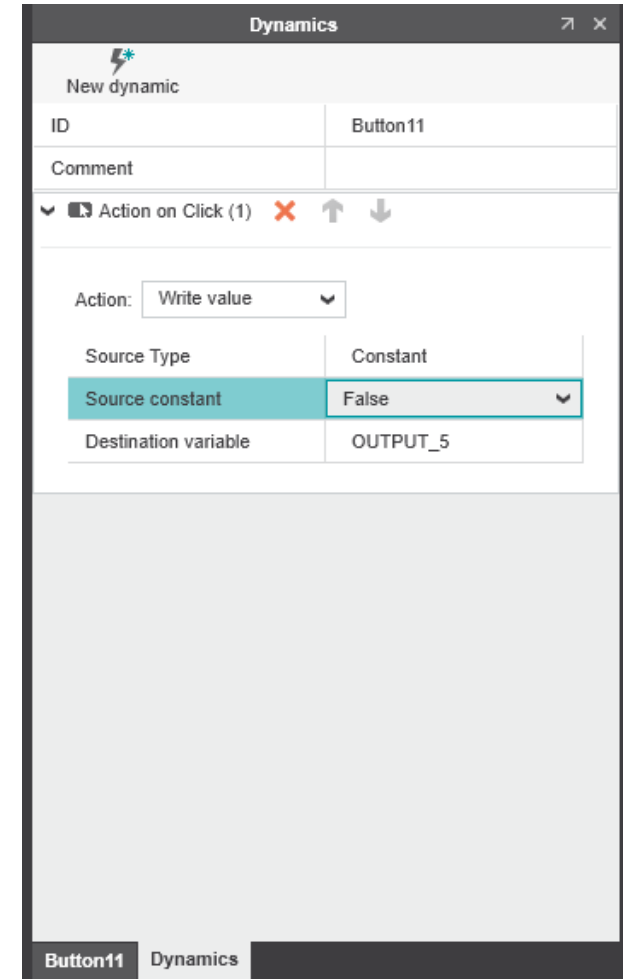 Dynamics
New dynamic
ID Button11
Comment
Action on Click (1)
Action: Write value
Source Type Constant
Source constant False
Destination variable OUTPUT_5
Button11 Dynamics